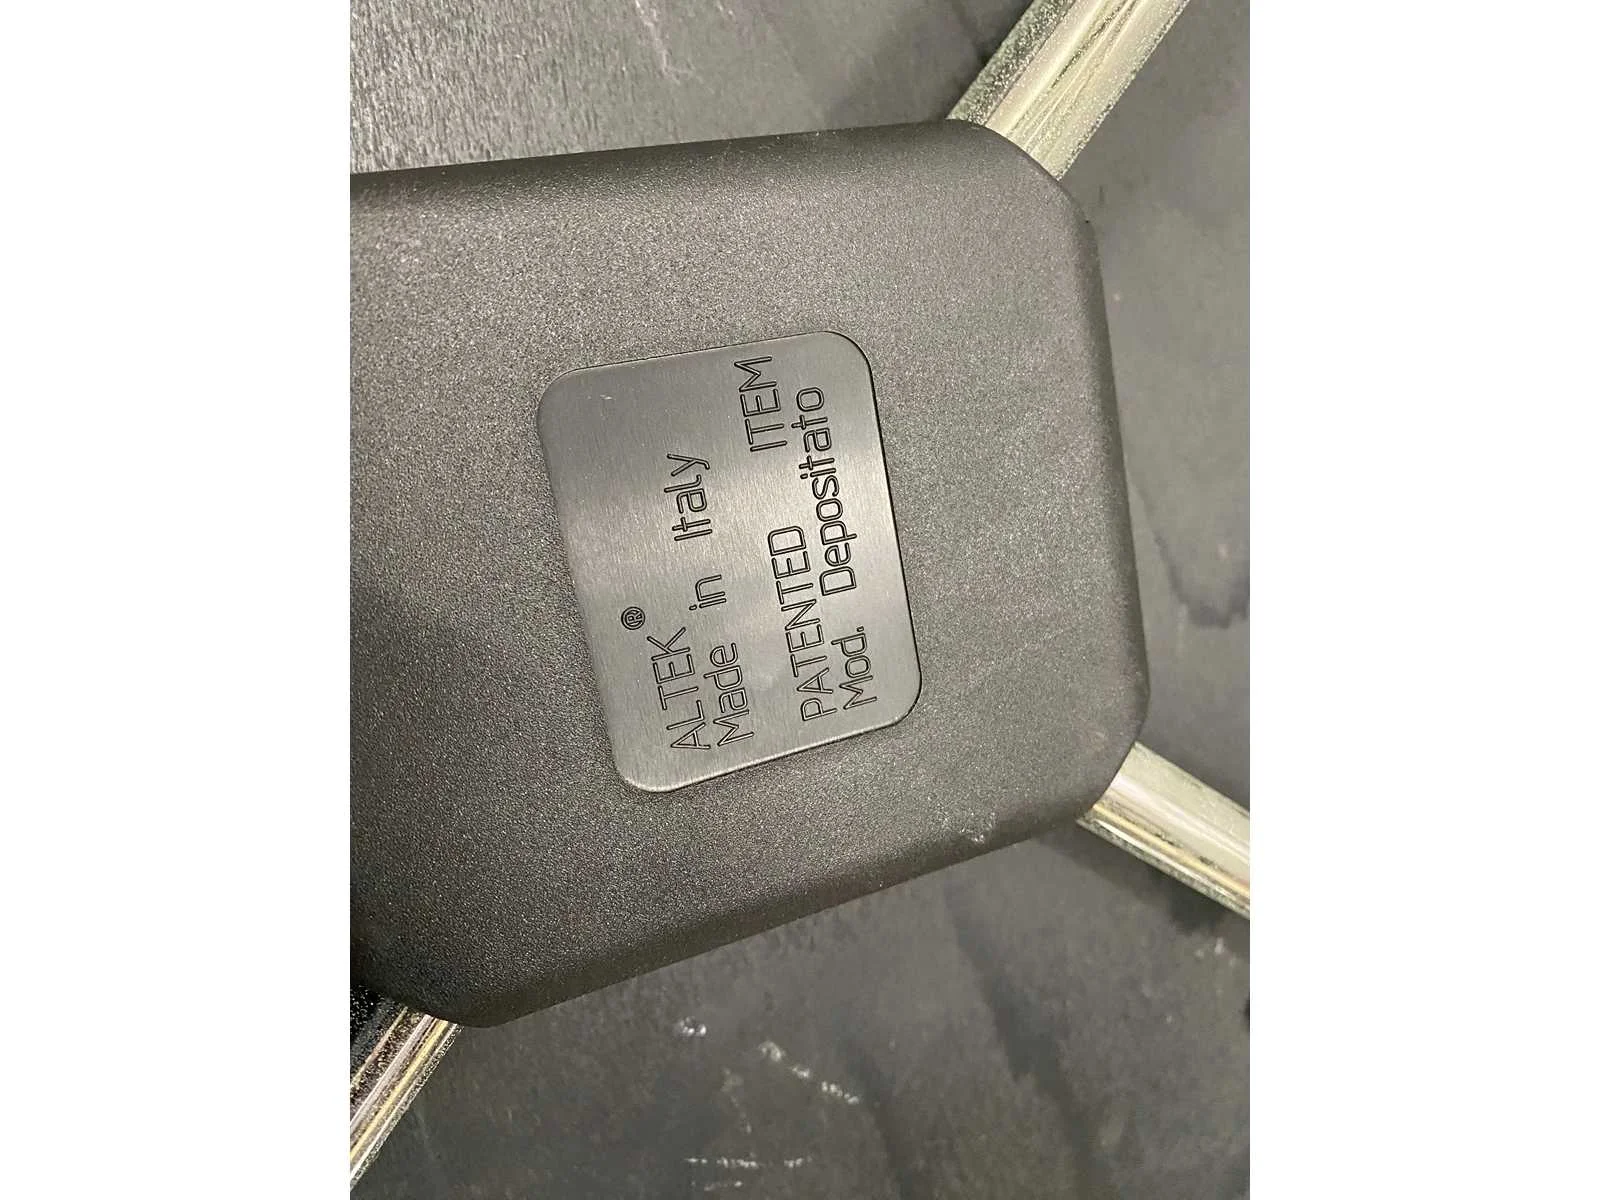 ALTEK®
Made in Italy
PATENTED ITEM
Mod. Depositato